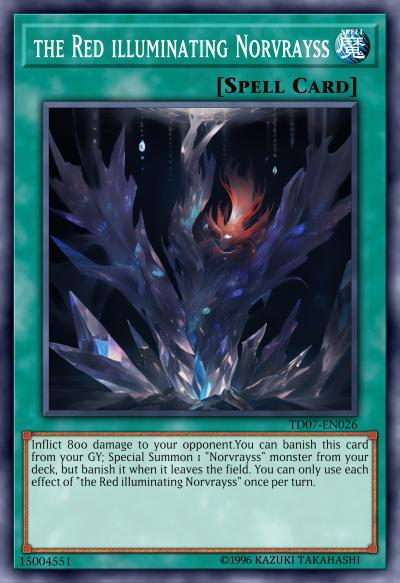 the Red illuminating Norvrayss
SPELL
魔
[Spell Card]
TD07-EN026
Inflict 800 damage to your opponent.You can banish this
card from your GY; Special Summon 1 "Norvrayss" monster from your
deck, but banish it when it leaves the field. You can only use each
effect of "the Red illuminating Norvrayss" once per turn.
15004551
©1996 KAZUKI TAKAHASHI